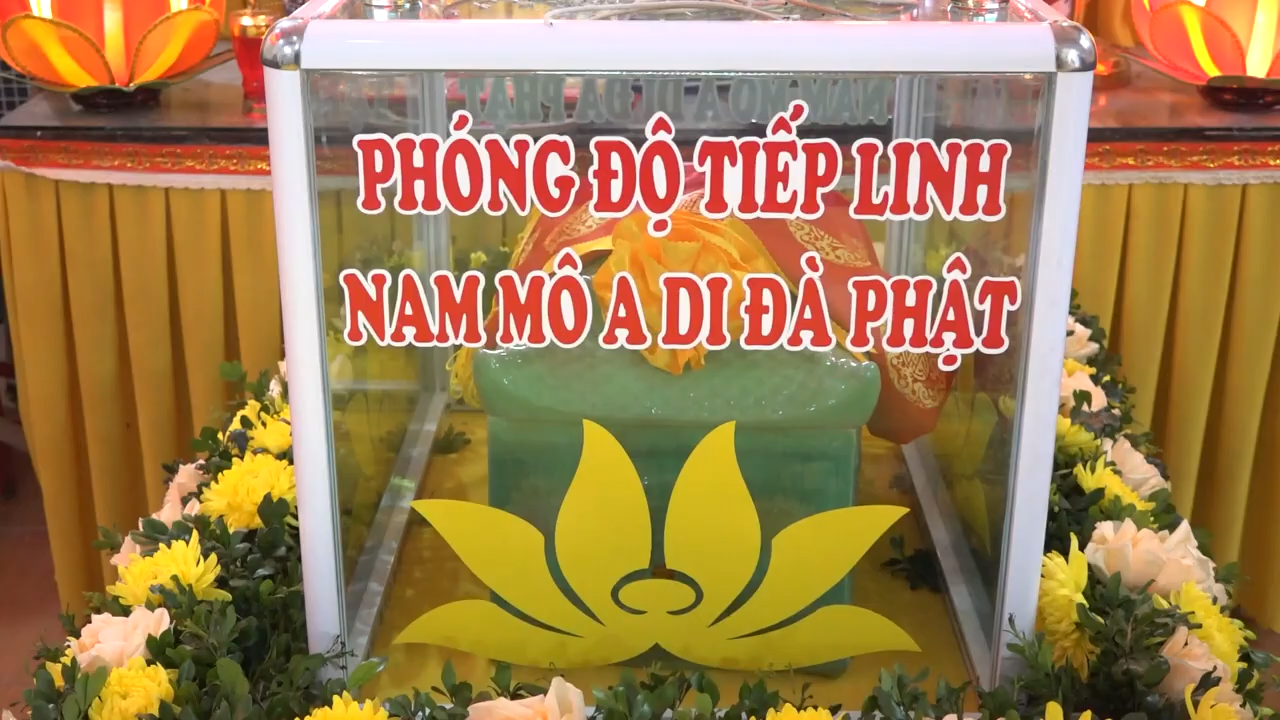 PHÓNG ĐỘ TIẾP LINH
NAM MÔ A DI ĐÀ PHẬT